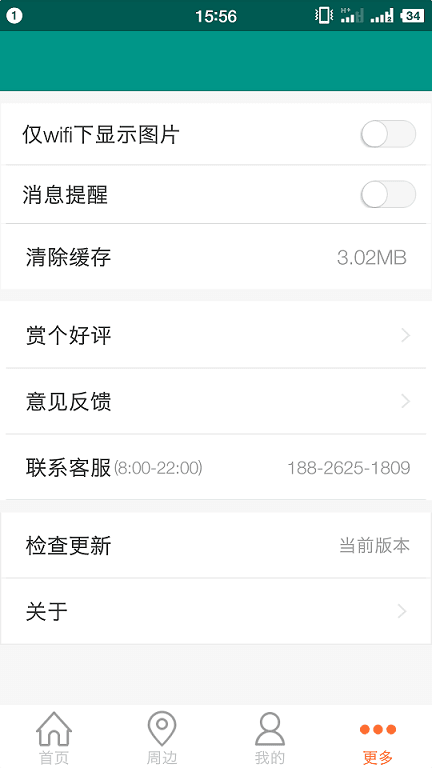 1 15:56 H+ 2 34
仅wifi下显示图片
消息提醒
清除缓存 3.02MB
赏个好评
意见反馈
联系客服(8:00-22:00) 188-2625-1809
检查更新 当前版本
关于
首页 周边 我的 更多